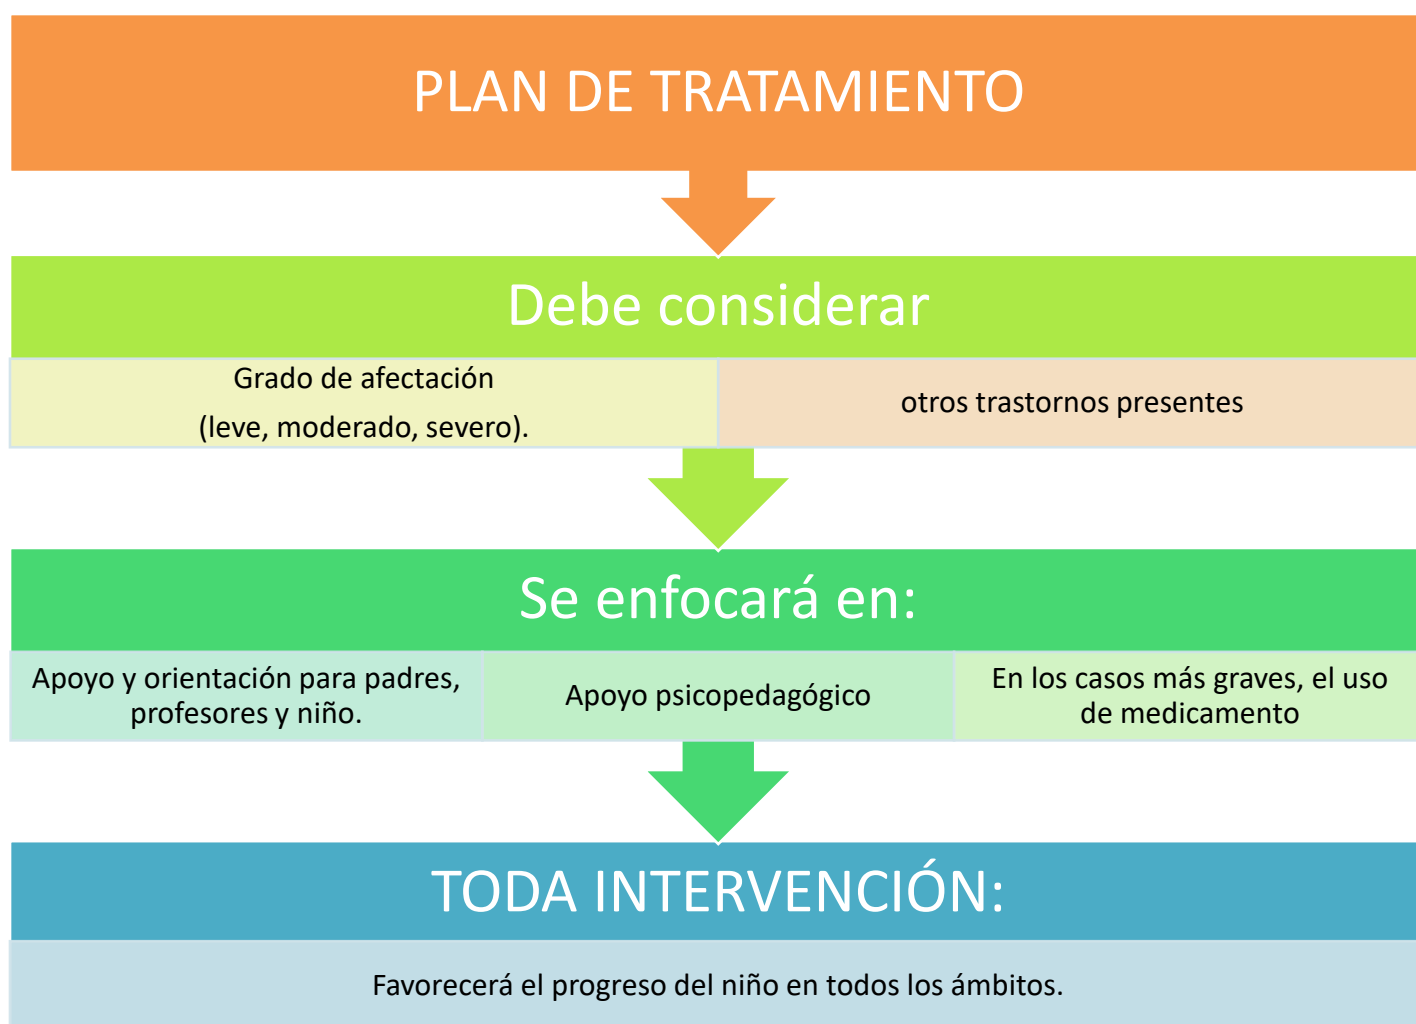 PLAN DE TRATAMIENTO
Debe considerar
Grado de afectación
(leve, moderado, severo).
otros trastornos presentes
Se enfocará en:
Apoyo y orientación para padres,
profesores y niño.
Apoyo psicopedagógico
En los casos más graves, el uso
de medicamento
TODA INTERVENCIÓN:
Favorecerá el progreso del niño en todos los ámbitos.